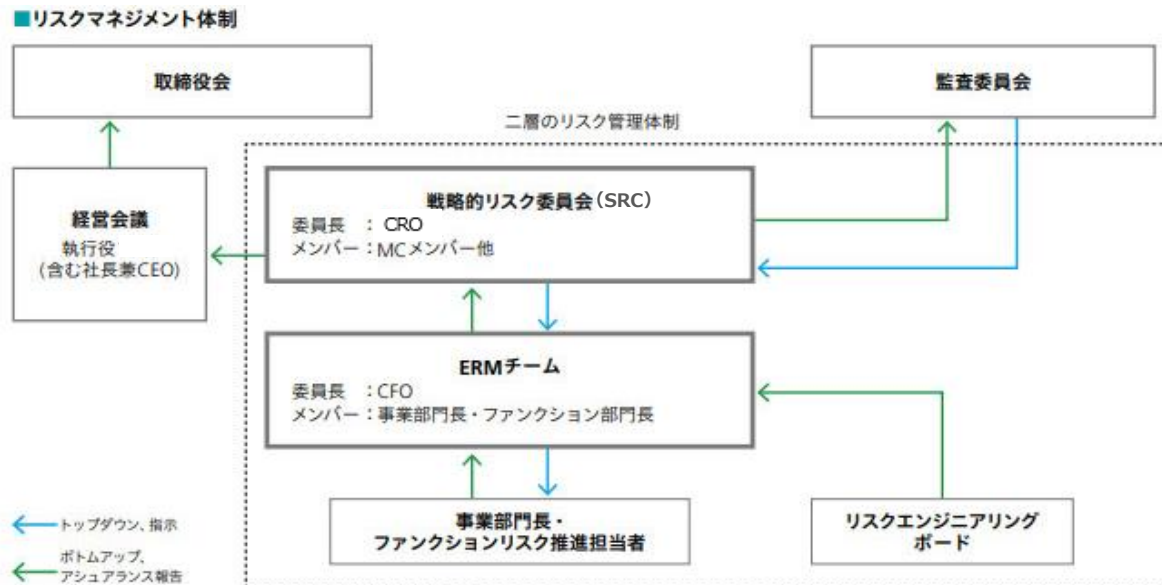 ■リスクマネジメント体制
取締役会
監査委員会
二層のリスク管理体制
経営会議
執行役
(含む社長兼CEO)
戦略的リスク委員会(SRC)
委員長 : CRO
メンバー:MCメンバー他
ERMチーム
委員長 :CFO
メンバー:事業部門長・ファンクション部門長
事業部門長・
ファンクションリスク推進担当者
リスクエンジニアリング
ボード
トップダウン、指示
ボトムアップ、
アシュアランス報告